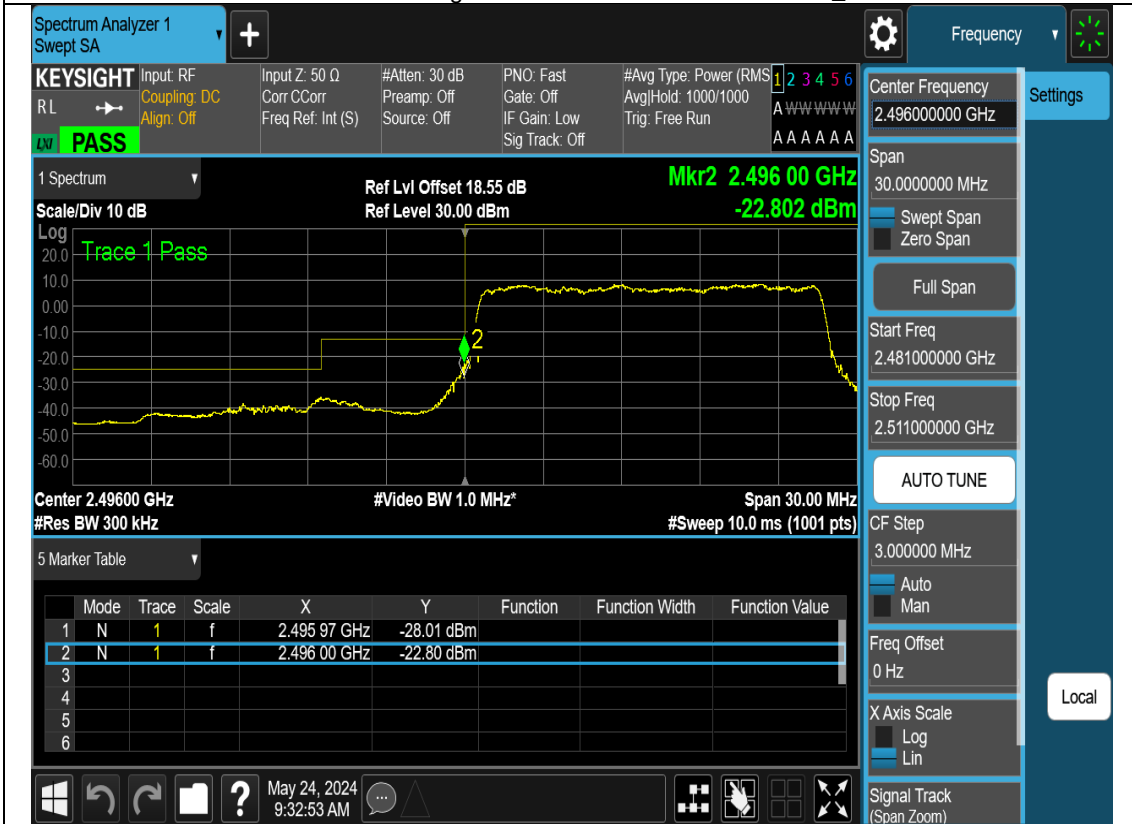 Spectrum Analyzer 1
Swept SA
+
Frequency
KEYSIGHT
RL
LXI PASS
Input: RF
Coupling: DC
Align: Off
Input Z: 50 Ω
Corr CCorr
Freq Ref: Int (S)
#Atten: 30 dB
Preamp: Off
Source: Off
PNO: Fast
Gate: Off
IF Gain: Low
Sig Track: Off
#Avg Type: Power (RMS
Avg|Hold: 1000/1000
Trig: Free Run
1 2 3 4 5 6
A W W W W W
A A A A A A
1 Spectrum
Scale/Div 10 dB
Ref Lvl Offset 18.55 dB
Ref Level 30.00 dBm
Mkr2 2.496 00 GHz
-22.802 dBm
Log
Trace 1 Pass
20.0
10.0
0.00
-10.0
-20.0
-30.0
-40.0
-50.0
-60.0
2
1
Center 2.49600 GHz
#Res BW 300 kHz
#Video BW 1.0 MHz*
Span 30.00 MHz
#Sweep 10.0 ms (1001 pts)
5 Marker Table
Mode Trace Scale X Y Function Function Width Function Value
1 N 1 f 2.495 97 GHz -28.01 dBm
2 N 1 f 2.496 00 GHz -22.80 dBm
3
4
5
6
?
May 24, 2024
9:32:53 AM
Center Frequency
2.496000000 GHz
Span
30.0000000 MHz
Swept Span
Zero Span
Full Span
Start Freq
2.481000000 GHz
Stop Freq
2.511000000 GHz
AUTO TUNE
CF Step
3.000000 MHz
Auto
Man
Freq Offset
0 Hz
X Axis Scale
Log
Lin
Signal Track
(Span Zoom)
Settings
Local